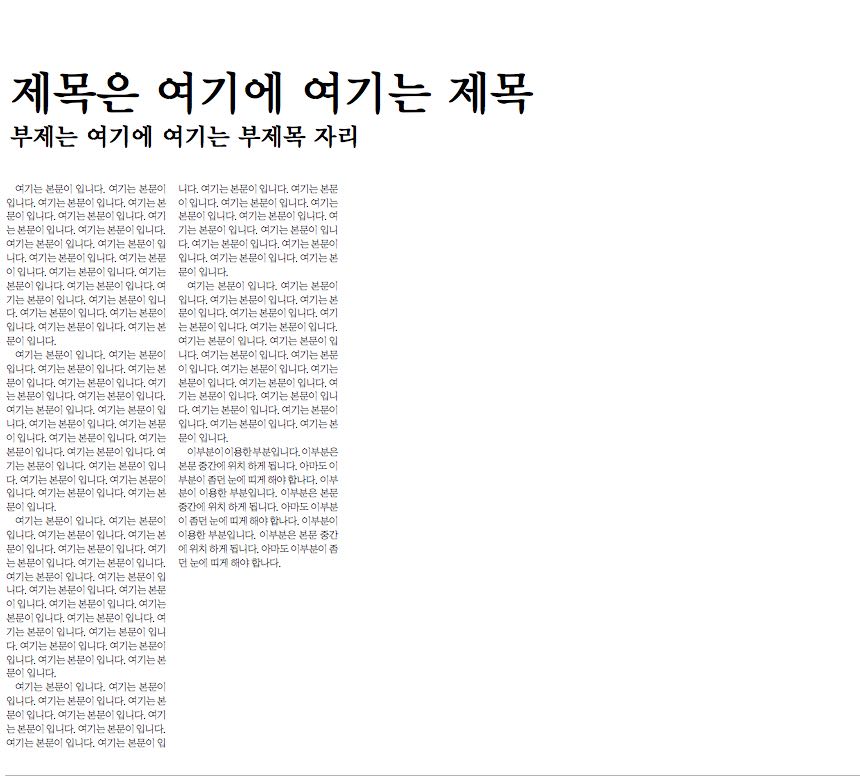 제목은 여기에 여기는 제목
부제는 여기에 여기는 부제목 자리
여기는 본문이 입니다. 여기는 본문이
입니다. 여기는 본문이 입니다. 여기는 본
문이 입니다. 여기는 본문이 입니다. 여기
는 본문이 입니다. 여기는 본문이 입니다.
여기는 본문이 입니다. 여기는 본문이 입
니다. 여기는 본문이 입니다. 여기는 본문
이 입니다. 여기는 본문이 입니다. 여기는
본문이 입니다. 여기는 본문이 입니다. 여
기는 본문이 입니다. 여기는 본문이 입니
다. 여기는 본문이 입니다. 여기는 본문이
입니다. 여기는 본문이 입니다. 여기는 본
문이 입니다.
여기는 본문이 입니다. 여기는 본문이
입니다. 여기는 본문이 입니다. 여기는 본
문이 입니다. 여기는 본문이 입니다. 여기
는 본문이 입니다. 여기는 본문이 입니다.
여기는 본문이 입니다. 여기는 본문이 입
니다. 여기는 본문이 입니다. 여기는 본문
이 입니다. 여기는 본문이 입니다. 여기는
본문이 입니다. 여기는 본문이 입니다. 여
기는 본문이 입니다. 여기는 본문이 입니
다. 여기는 본문이 입니다. 여기는 본문이
입니다. 여기는 본문이 입니다. 여기는 본
문이 입니다.
여기는 본문이 입니다. 여기는 본문이
입니다. 여기는 본문이 입니다. 여기는 본
문이 입니다. 여기는 본문이 입니다. 여기
는 본문이 입니다. 여기는 본문이 입니다.
여기는 본문이 입니다. 여기는 본문이 입
니다. 여기는 본문이 입니다. 여기는 본문
이 입니다. 여기는 본문이 입니다. 여기는
본문이 입니다. 여기는 본문이 입니다. 여
기는 본문이 입니다. 여기는 본문이 입니
다. 여기는 본문이 입니다. 여기는 본문이
입니다. 여기는 본문이 입니다. 여기는 본
문이 입니다.
여기는 본문이 입니다. 여기는 본문이
입니다. 여기는 본문이 입니다. 여기는 본
문이 입니다. 여기는 본문이 입니다. 여기
는 본문이 입니다. 여기는 본문이 입니다.
여기는 본문이 입니다. 여기는 본문이 입
니다. 여기는 본문이 입니다. 여기는 본문
이 입니다. 여기는 본문이 입니다. 여기는
본문이 입니다. 여기는 본문이 입니다. 여
기는 본문이 입니다. 여기는 본문이 입니
다. 여기는 본문이 입니다. 여기는 본문이
입니다. 여기는 본문이 입니다. 여기는 본
문이 입니다.
여기는 본문이 입니다. 여기는 본문이
입니다. 여기는 본문이 입니다. 여기는 본
문이 입니다. 여기는 본문이 입니다. 여기
는 본문이 입니다. 여기는 본문이 입니다.
여기는 본문이 입니다. 여기는 본문이 입
니다. 여기는 본문이 입니다. 여기는 본문
이 입니다. 여기는 본문이 입니다. 여기는
본문이 입니다. 여기는 본문이 입니다. 여
기는 본문이 입니다. 여기는 본문이 입니
다. 여기는 본문이 입니다. 여기는 본문이
입니다. 여기는 본문이 입니다. 여기는 본
문이 입니다.
이부분이 이용한 부분입니다. 이부분은
본문 중간에 위치 하게 됩니다. 아마도 이
부분이 좀던 눈에 띠게 해야 합나다. 이부
분이 이용한 부분입니다. 이부분은 본문
중간에 위치 하게 됩니다. 아마도 이부분
이 좀던 눈에 띠게 해야 합나다. 이부분이
이용한 부분입니다. 이부분은 본문 중간
에 위치 하게 됩니다. 아마도 이부분이 좀
던 눈에 띠게 해야 합나다.